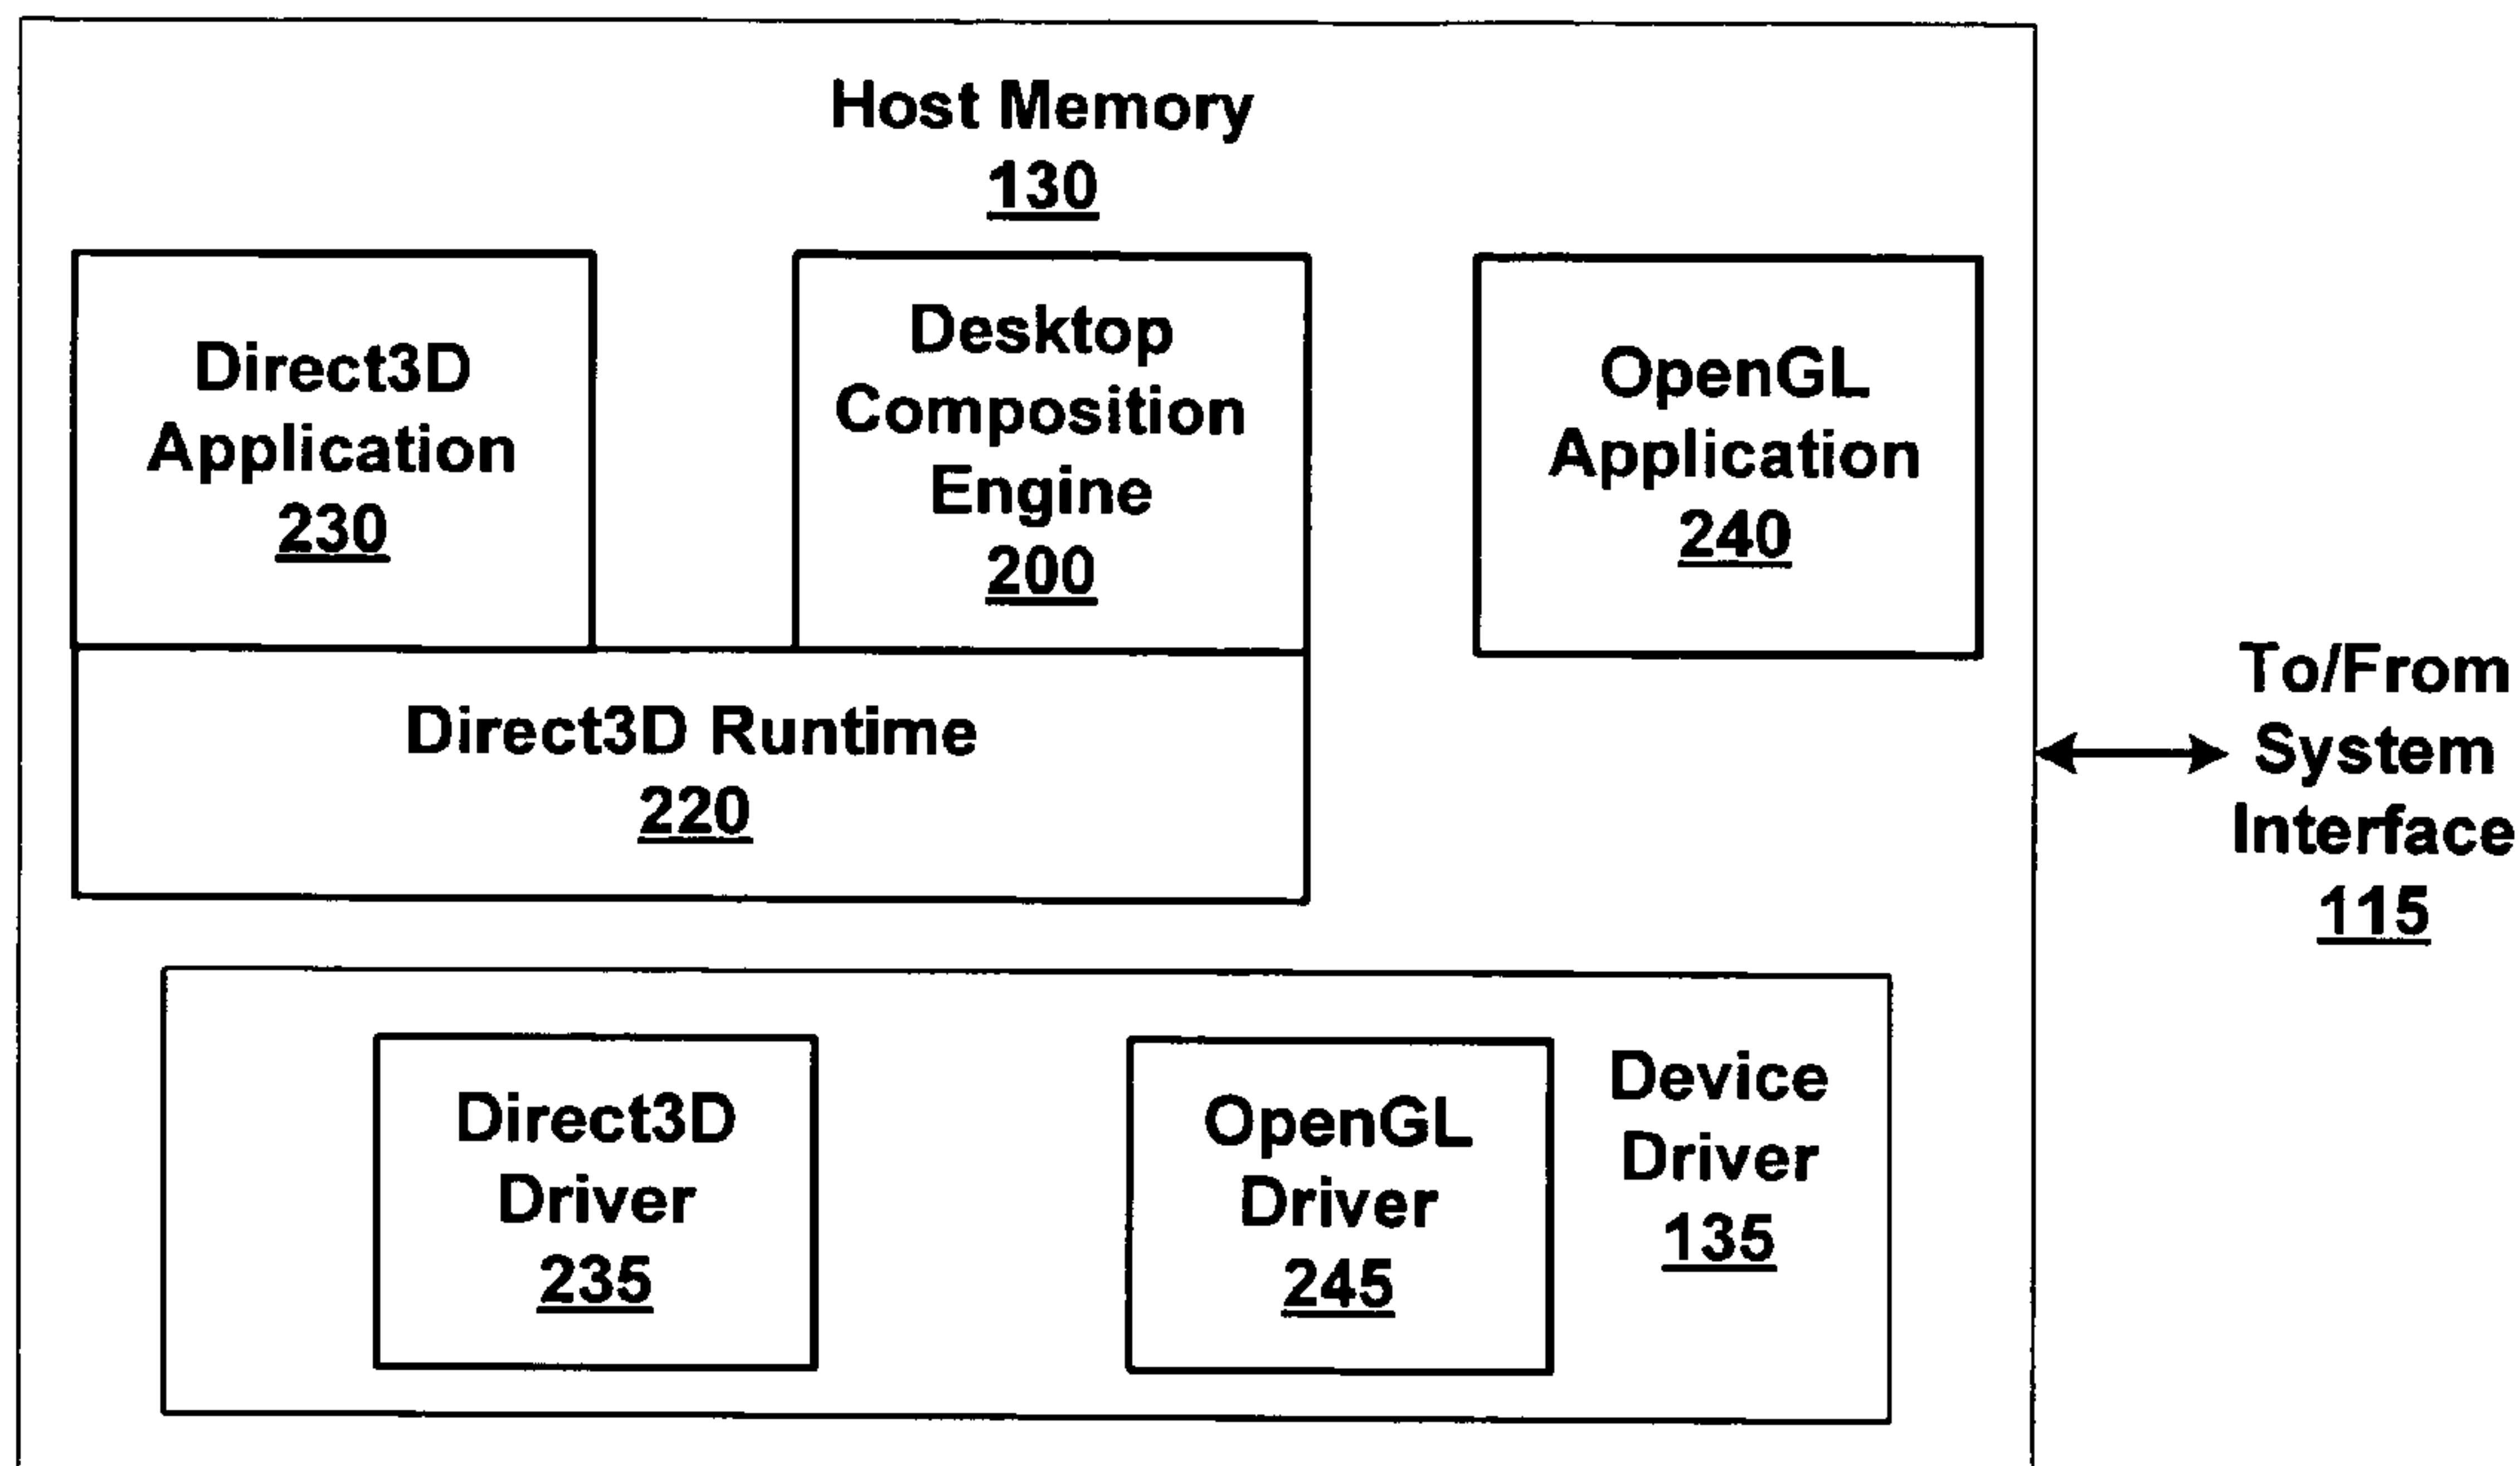 Host Memory
130
Direct3D
Application
230
Desktop
Composition
Engine
200
OpenGL
Application
240
Direct3D Runtime
220
To/From
System
Interface
115
Direct3D
Driver
235
OpenGL
Driver
245
Device
Driver
135